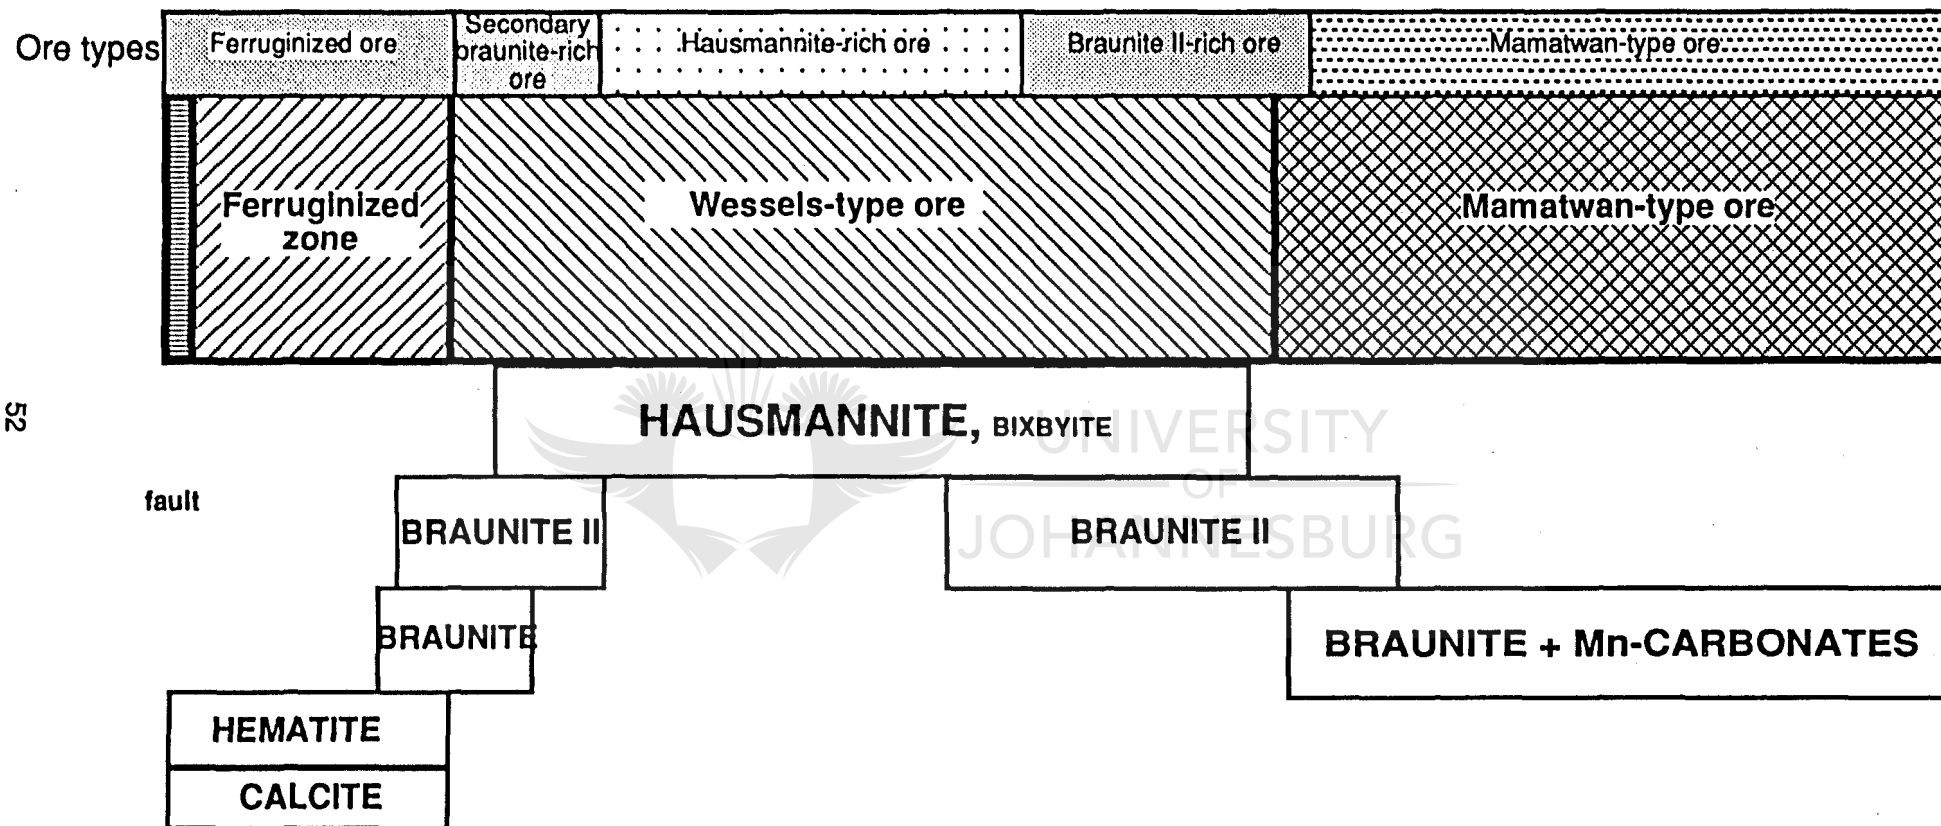 Ore types
Ferruginized ore
Secondary
braunite-rich
ore
Hausmannite-rich ore
Braunite II-rich ore
Mamatwan-type ore
Ferruginized
zone
Wessels-type ore
Mamatwan-type ore
HAUSMANNITE, BIXBYITE
52
fault
BRAUNITE II
BRAUNITE II
BRAUNITE
BRAUNITE + Mn-CARBONATES
HEMATITE
CALCITE
UNIVERSITY
OF
JOHANNESBURG